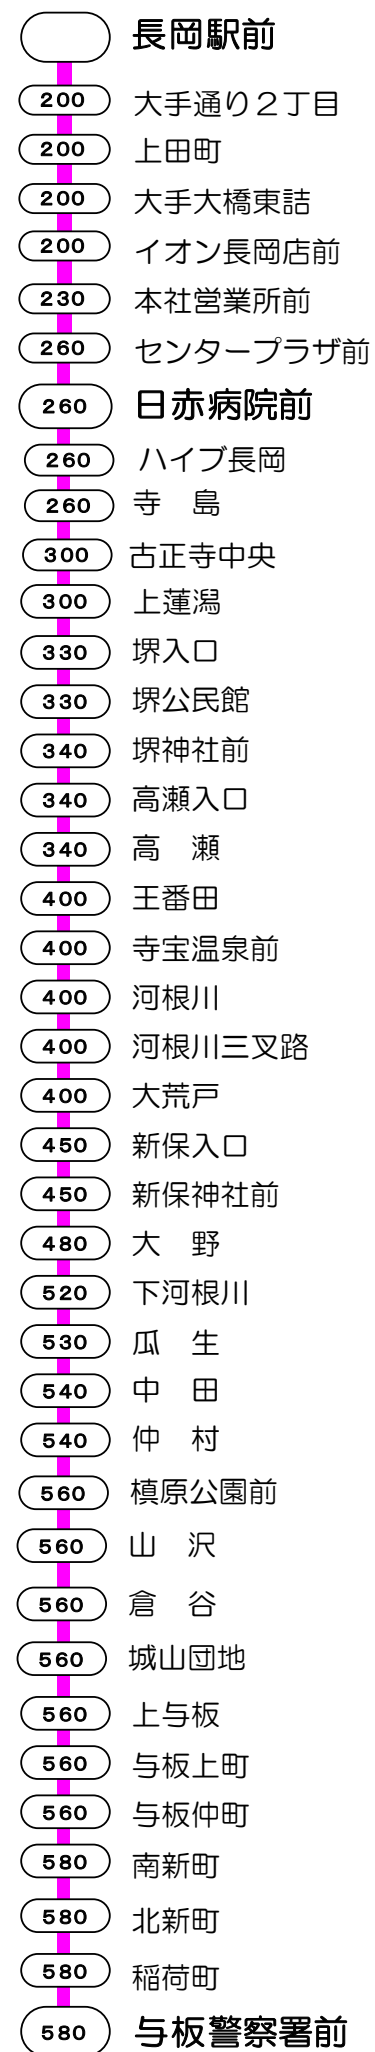 長岡駅前
200 大手通り２丁目
200 上田町
200 大手大橋東詰
200 イオン長岡店前
230 本社営業所前
260 センタープラザ前
260 日赤病院前
260 ハイブ長岡
260 寺　島
300 古正寺中央
300 上蓮潟
330 堺入口
330 堺公民館
340 堺神社前
340 高瀬入口
340 高　瀬
400 王番田
400 寺宝温泉前
400 河根川
400 河根川三叉路
400 大荒戸
450 新保入口
450 新保神社前
480 大　野
520 下河根川
530 瓜　生
540 中　田
540 仲　村
560 槙原公園前
560 山　沢
560 倉　谷
560 城山団地
560 上与板
560 与板上町
560 与板仲町
580 南新町
580 北新町
580 稲荷町
580 与板警察署前